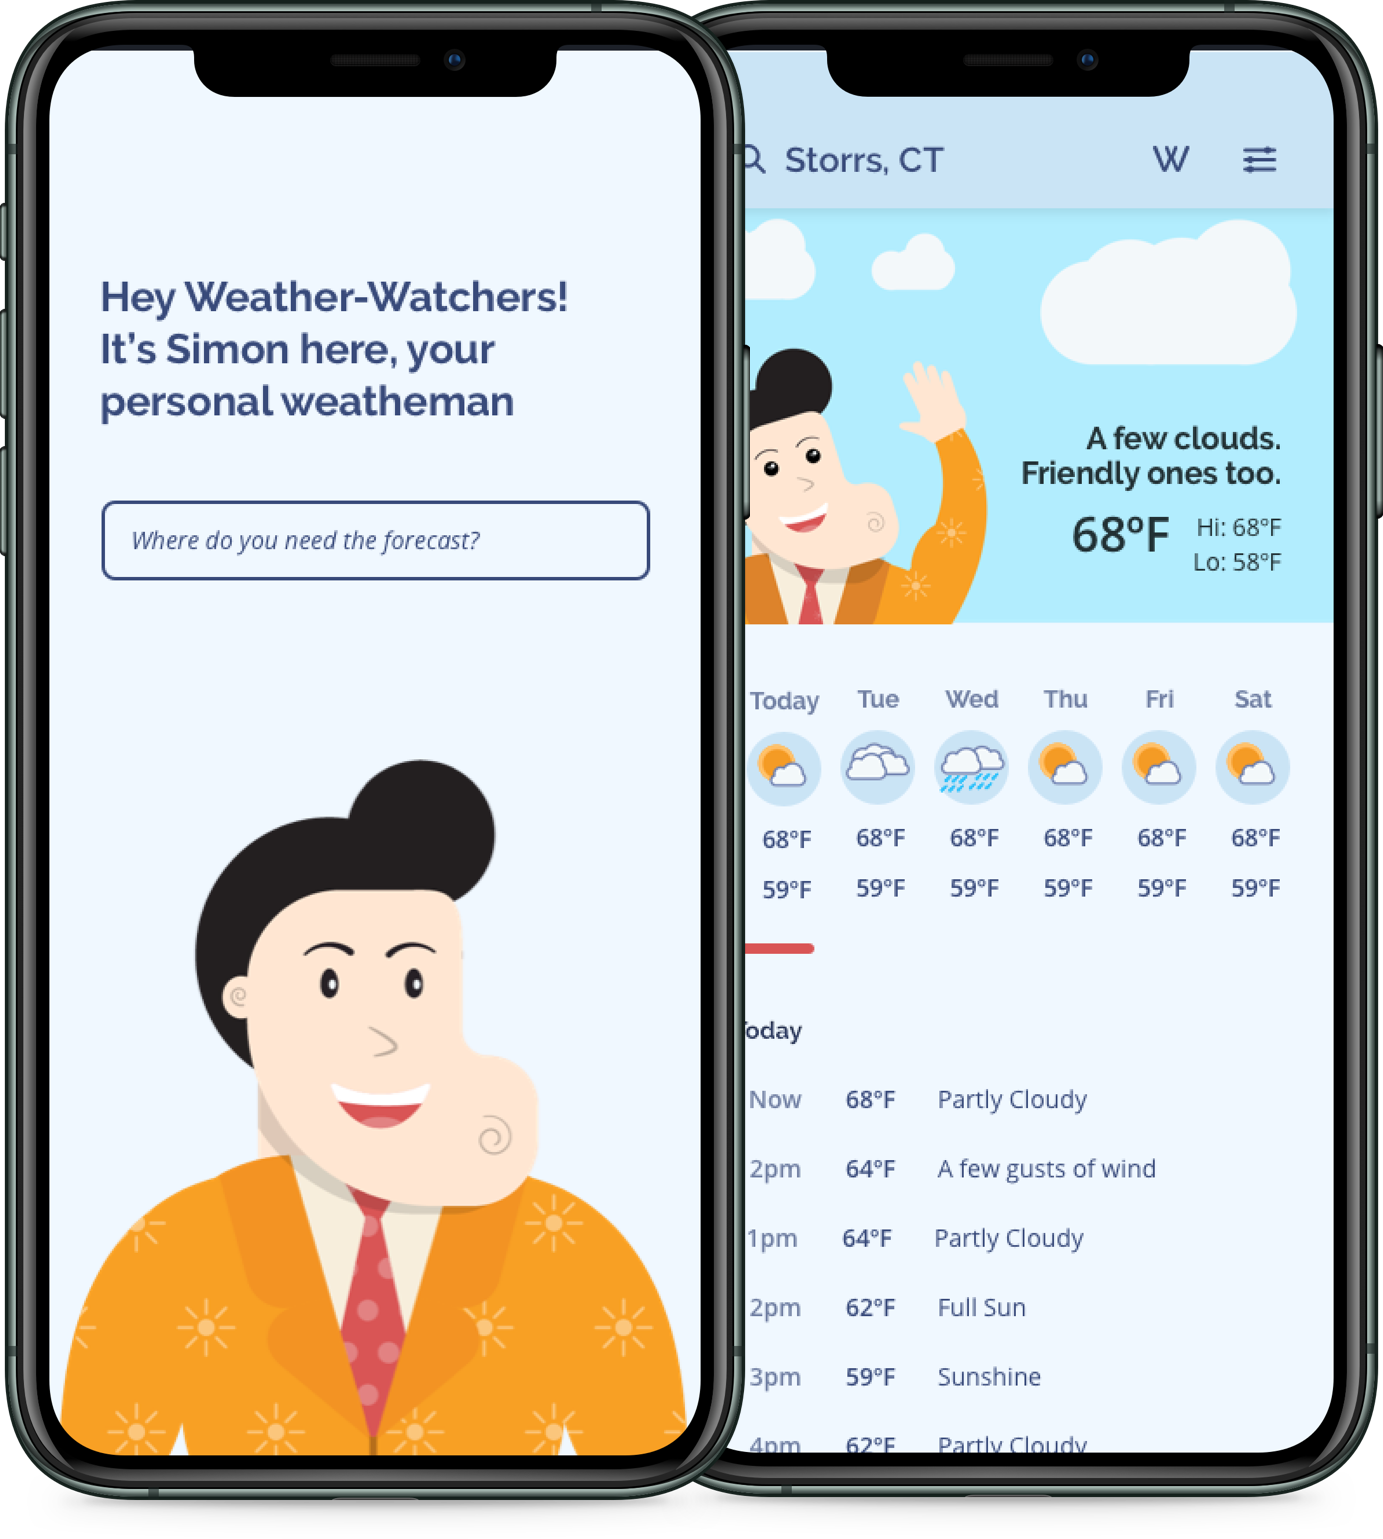 Hey Weather-Watchers!
It's Simon here, your
personal weatheman
Where do you need the forecast?
Storrs, CT
W
A few clouds.
Friendly ones too.
68°F
Hi: 68°F
Lo: 58°F
Today Tue Wed Thu Fri Sat
68°F 68°F 68°F 68°F 68°F 68°F
59°F 59°F 59°F 59°F 59°F 59°F
Today
Now 68°F Partly Cloudy
2pm 64°F A few gusts of wind
1pm 64°F Partly Cloudy
2pm 62°F Full Sun
3pm 59°F Sunshine
4pm 62°F Partly Cloudy